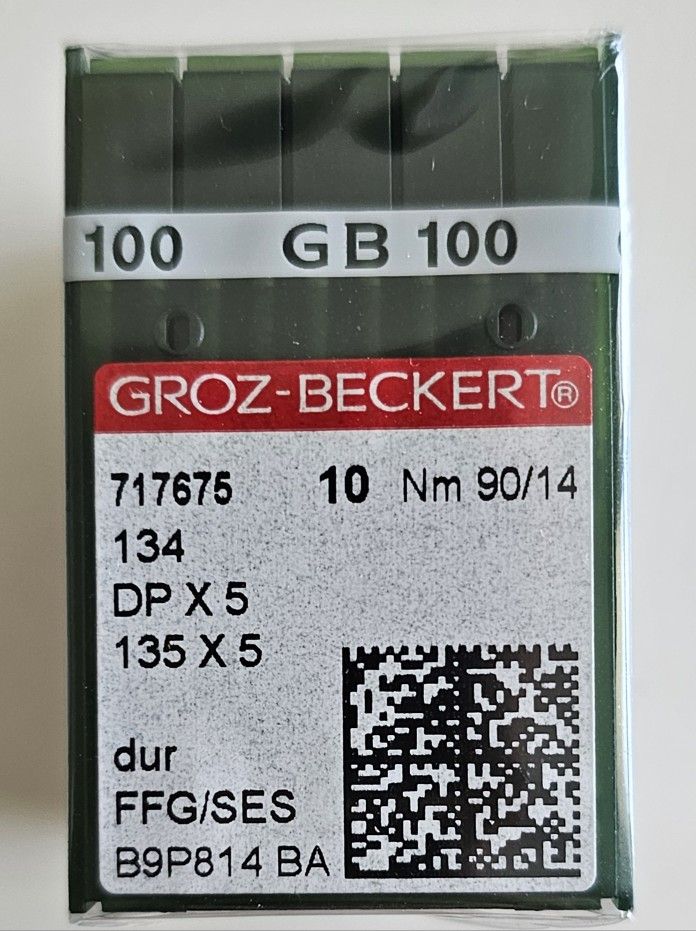 100 GB 100
GROZ-BECKERT®
717675 10 Nm 90/14
134
DP X 5
135 X 5
dur
FFG/SES
B9P814 BA